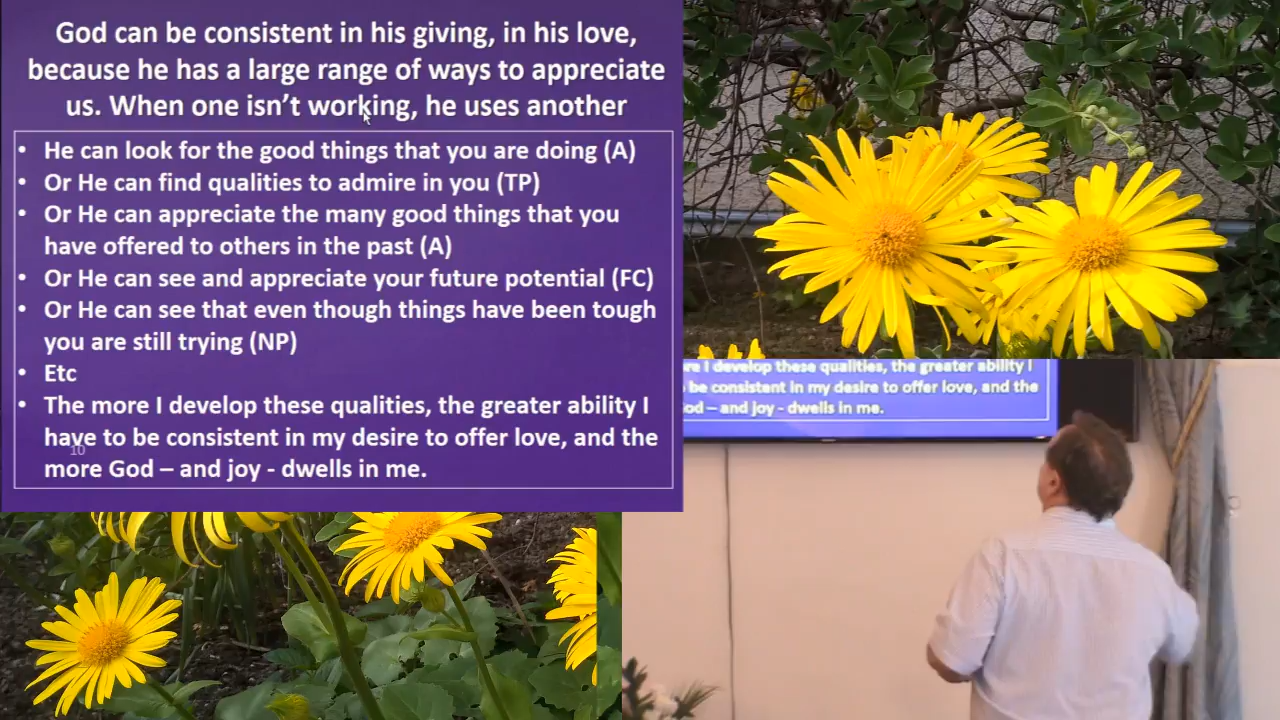 God can be consistent in his giving, in his love,
because he has a large range of ways to appreciate
us. When one isn't working, he uses another
• He can look for the good things that you are doing (A)
• Or He can find qualities to admire in you (TP)
• Or He can appreciate the many good things that you
have offered to others in the past (A)
• Or He can see and appreciate your future potential (FC)
• Or He can see that even though things have been tough
you are still trying (NP)
• Etc
• The more I develop these qualities, the greater ability I
have to be consistent in my desire to offer love, and the
10
more God – and joy - dwells in me.
re I develop these qualities, the greater ability I
be consistent in my desire to offer love, and the
od – and joy - dwells in me.